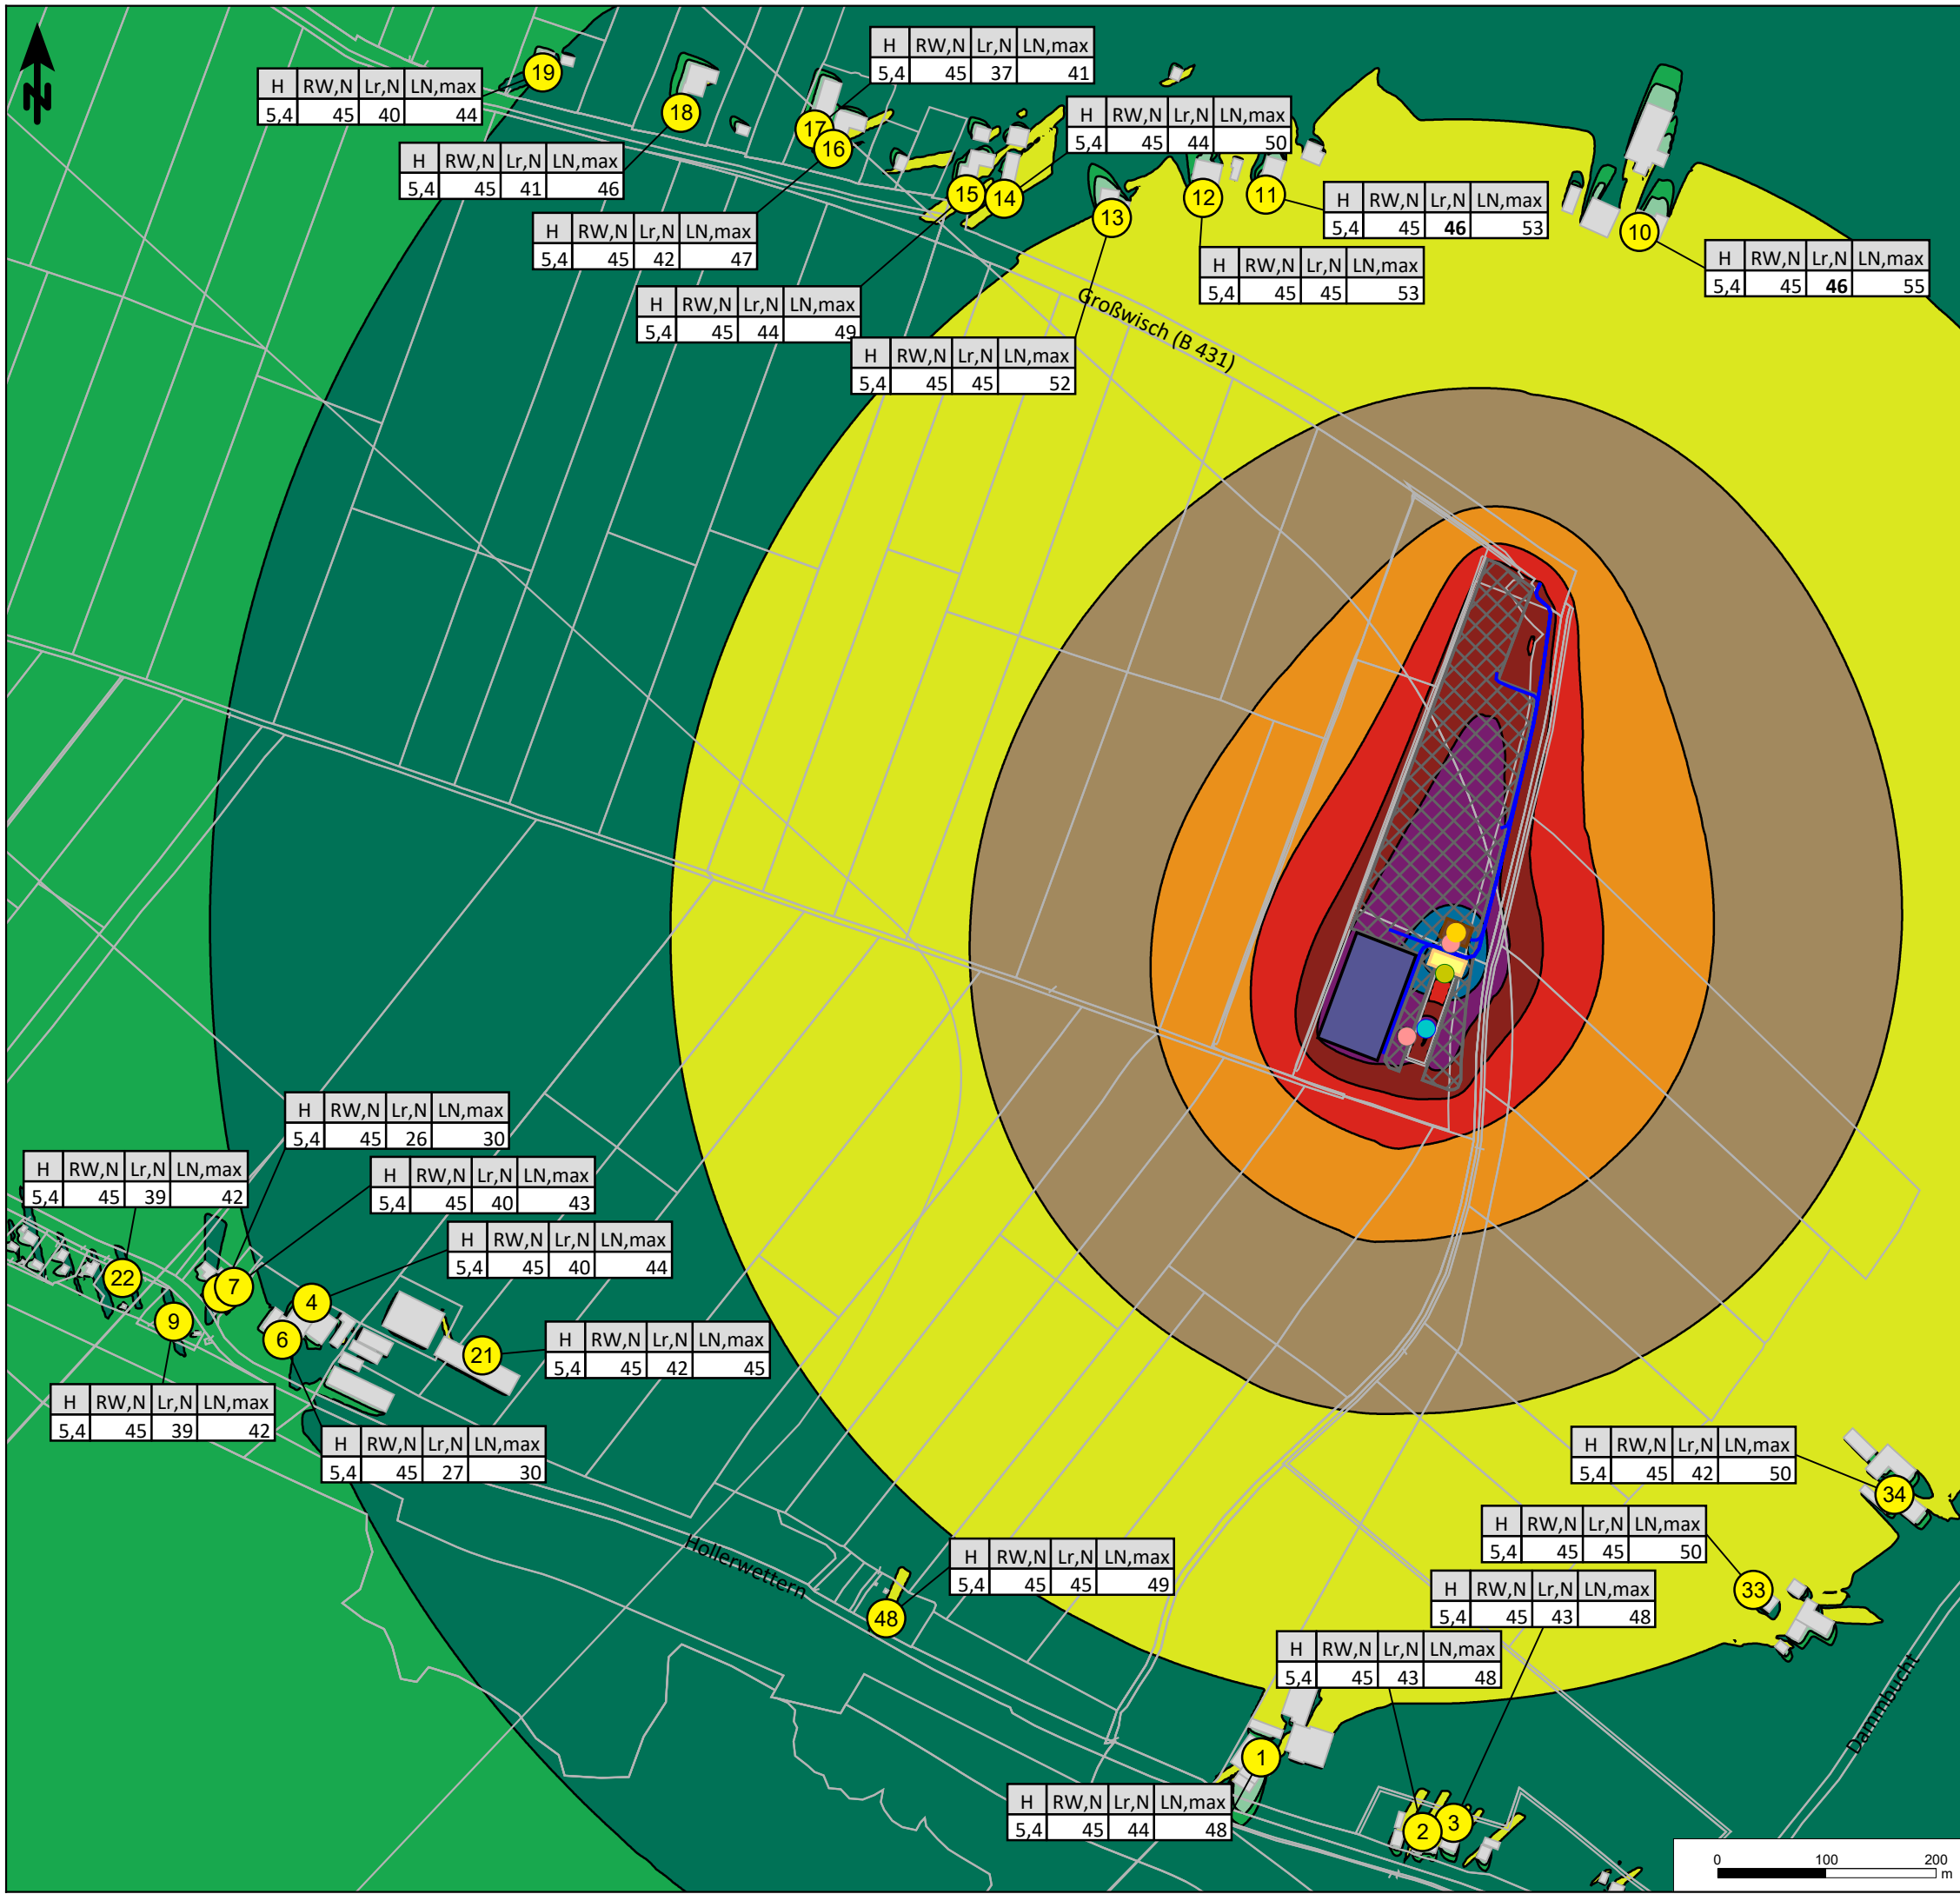 N
H RW,N Lr,N LN,max
5,4 45 37 41
19
H RW,N Lr,N LN,max
5,4 45 40 44
18
H RW,N Lr,N LN,max
5,4 45 41 46
17
16
H RW,N Lr,N LN,max
5,4 45 44 50
H RW,N Lr,N LN,max
5,4 45 42 47
15
14
13
12
11
H RW,N Lr,N LN,max
5,4 45 46 53
10
H RW,N Lr,N LN,max
5,4 45 46 55
H RW,N Lr,N LN,max
5,4 45 45 53
H RW,N Lr,N LN,max
5,4 45 44 49
Großwisch (B 431)
H RW,N Lr,N LN,max
5,4 45 45 52
H RW,N Lr,N LN,max
5,4 45 26 30
H RW,N Lr,N LN,max
5,4 45 39 42
H RW,N Lr,N LN,max
5,4 45 40 43
H RW,N Lr,N LN,max
5,4 45 40 44
22
7
4
9
6
21
H RW,N Lr,N LN,max
5,4 45 42 45
H RW,N Lr,N LN,max
5,4 45 39 42
H RW,N Lr,N LN,max
5,4 45 27 30
H RW,N Lr,N LN,max
5,4 45 42 50
34
H RW,N Lr,N LN,max
5,4 45 45 50
Hollerwettern
H RW,N Lr,N LN,max
5,4 45 45 49
48
33
H RW,N Lr,N LN,max
5,4 45 43 48
H RW,N Lr,N LN,max
5,4 45 43 48
Dammbucht
1
H RW,N Lr,N LN,max
5,4 45 44 48
2
3
0 100 200
m